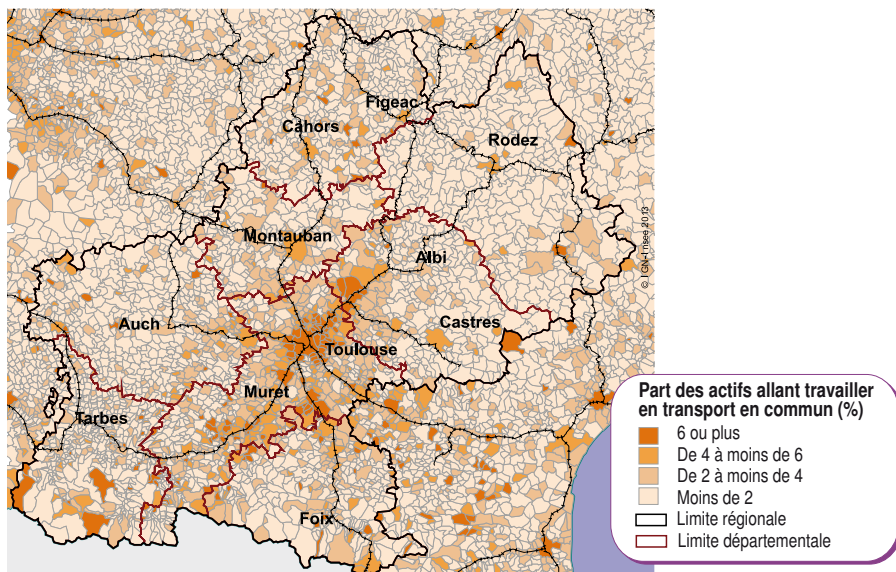 Figeac
Cahors
Rodez
Montauban
Albi
Auch
Castres
Toulouse
Muret
Tarbes
Foix
© IGN-Insee 2013
Part des actifs allant travailler
en transport en commun (%)
6 ou plus
De 4 à moins de 6
De 2 à moins de 4
Moins de 2
Limite régionale
Limite départementale